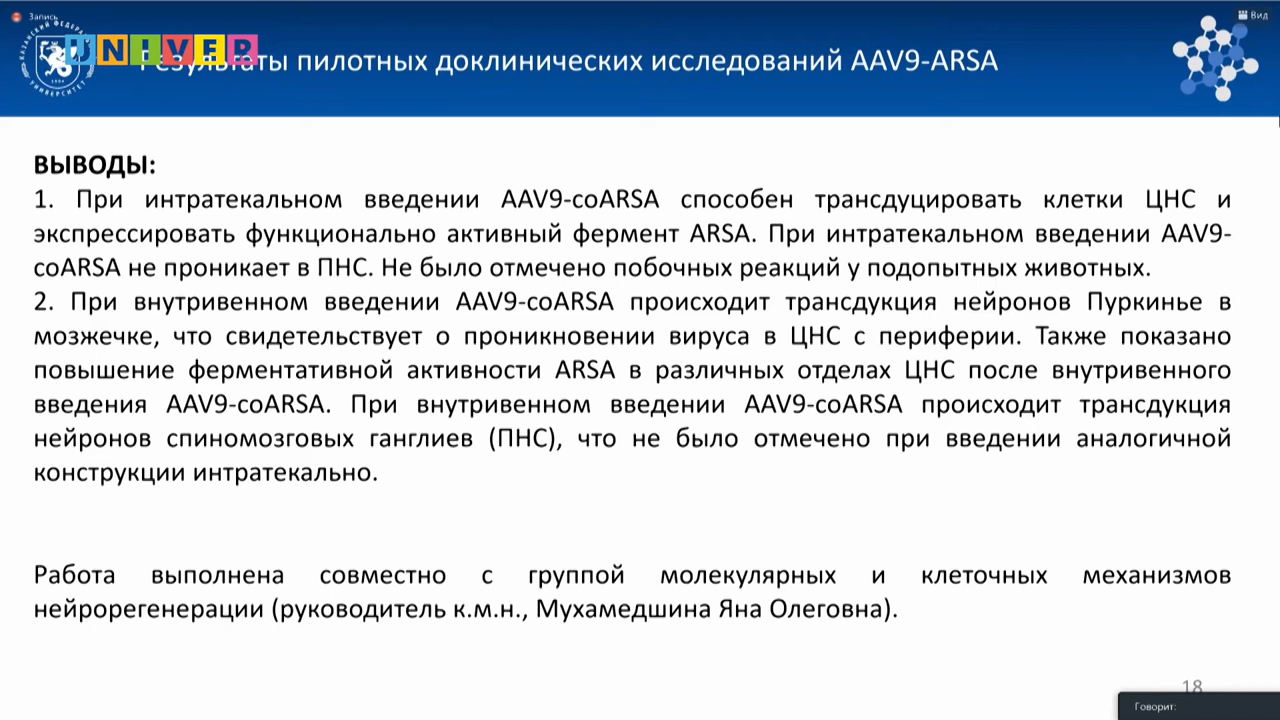 Запись
Вид
КАЗАНСКИЙ ФЕДЕРАЛЬНЫЙ УНИВЕРСИТЕТ
1804
UNIVER
Результаты пилотных доклинических исследований AAV9-ARSA
ВЫВОДЫ:
1. При интратекальном введении AAV9-coARSA способен трансдуцировать клетки ЦНС и
экспрессировать функционально активный фермент ARSA. При интратекальном введении AAV9-
coARSA не проникает в ПНС. Не было отмечено побочных реакций у подопытных животных.
2. При внутривенном введении AAV9-coARSA происходит трансдукция нейронов Пуркинье в
мозжечке, что свидетельствует о проникновении вируса в ЦНС с периферии. Также показано
повышение ферментативной активности ARSA в различных отделах ЦНС после внутривенного
введения AAV9-coARSA. При внутривенном введении AAV9-coARSA происходит трансдукция
нейронов спиномозговых ганглиев (ПНС), что не было отмечено при введении аналогичной
конструкции интратекально.
Работа выполнена совместно с группой молекулярных и клеточных механизмов
нейрорегенерации (руководитель к.м.н., Мухамедшина Яна Олеговна).
18
Говорит: